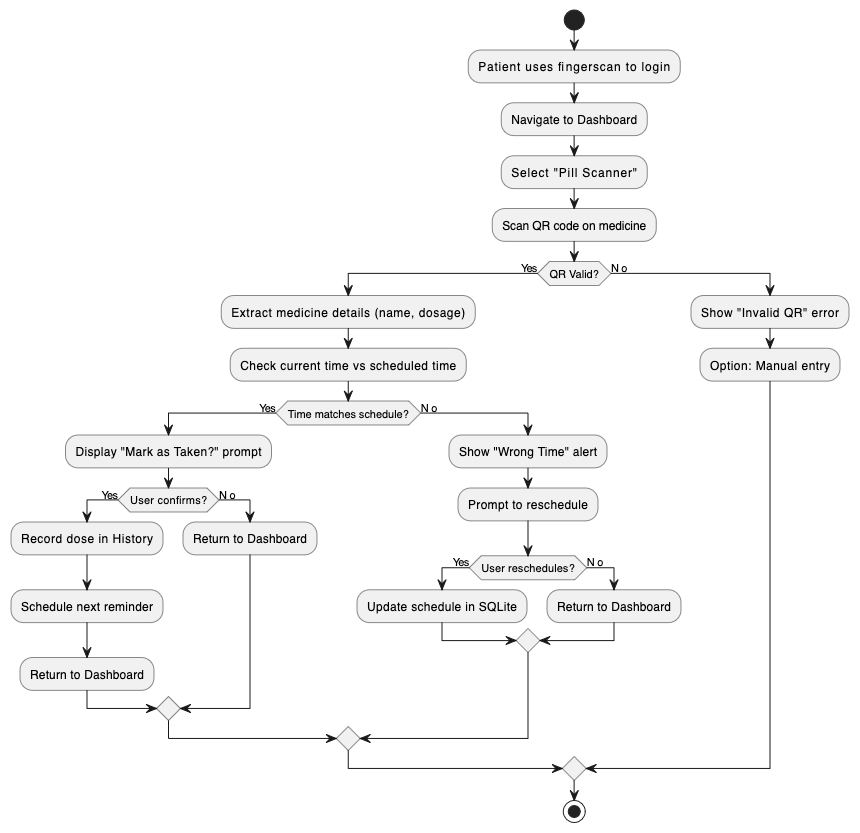 Patient uses fingerscan to login
Navigate to Dashboard
Select "Pill Scanner"
Scan QR code on medicine
Yes
QR Valid?
No
Extract medicine details (name, dosage)
Show "Invalid QR" error
Check current time vs scheduled time
Option: Manual entry
Yes
Time matches schedule?
No
Display "Mark as Taken?" prompt
Show "Wrong Time" alert
Yes
User confirms?
No
Prompt to reschedule
Record dose in History
Return to Dashboard
Yes
User reschedules?
No
Schedule next reminder
Update schedule in SQLite
Return to Dashboard
Return to Dashboard